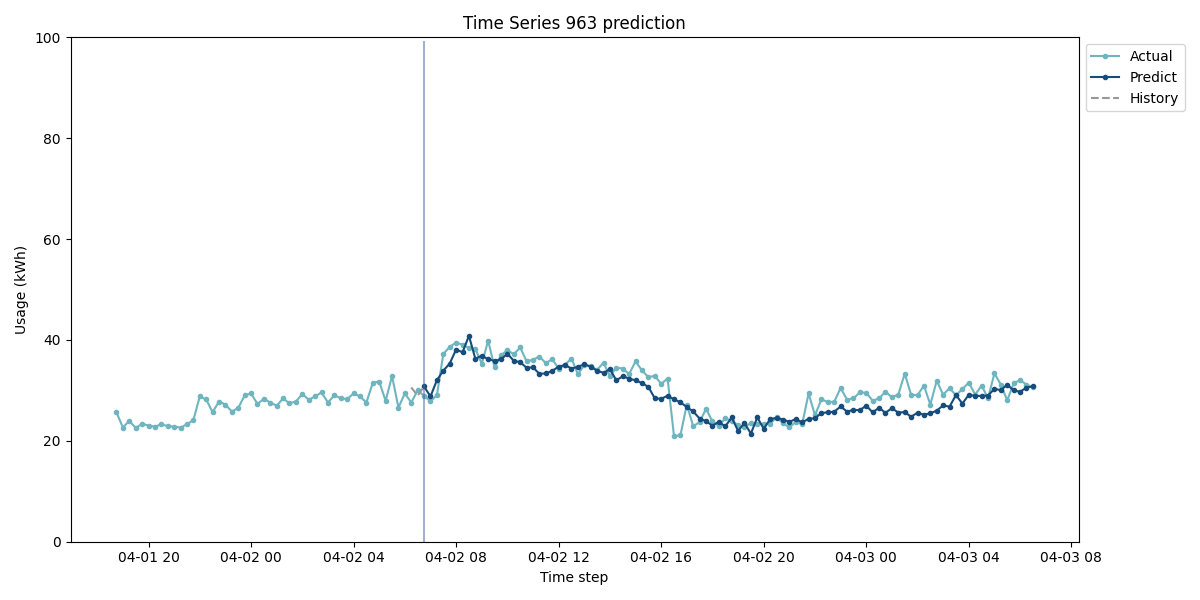 Time Series 963 prediction
Usage (kWh)
100
80
60
40
20
0
04-01 20
04-02 00
04-02 04
04-02 08
04-02 12
04-02 16
04-02 20
04-03 00
04-03 04
04-03 08
Time step
Actual
Predict
History